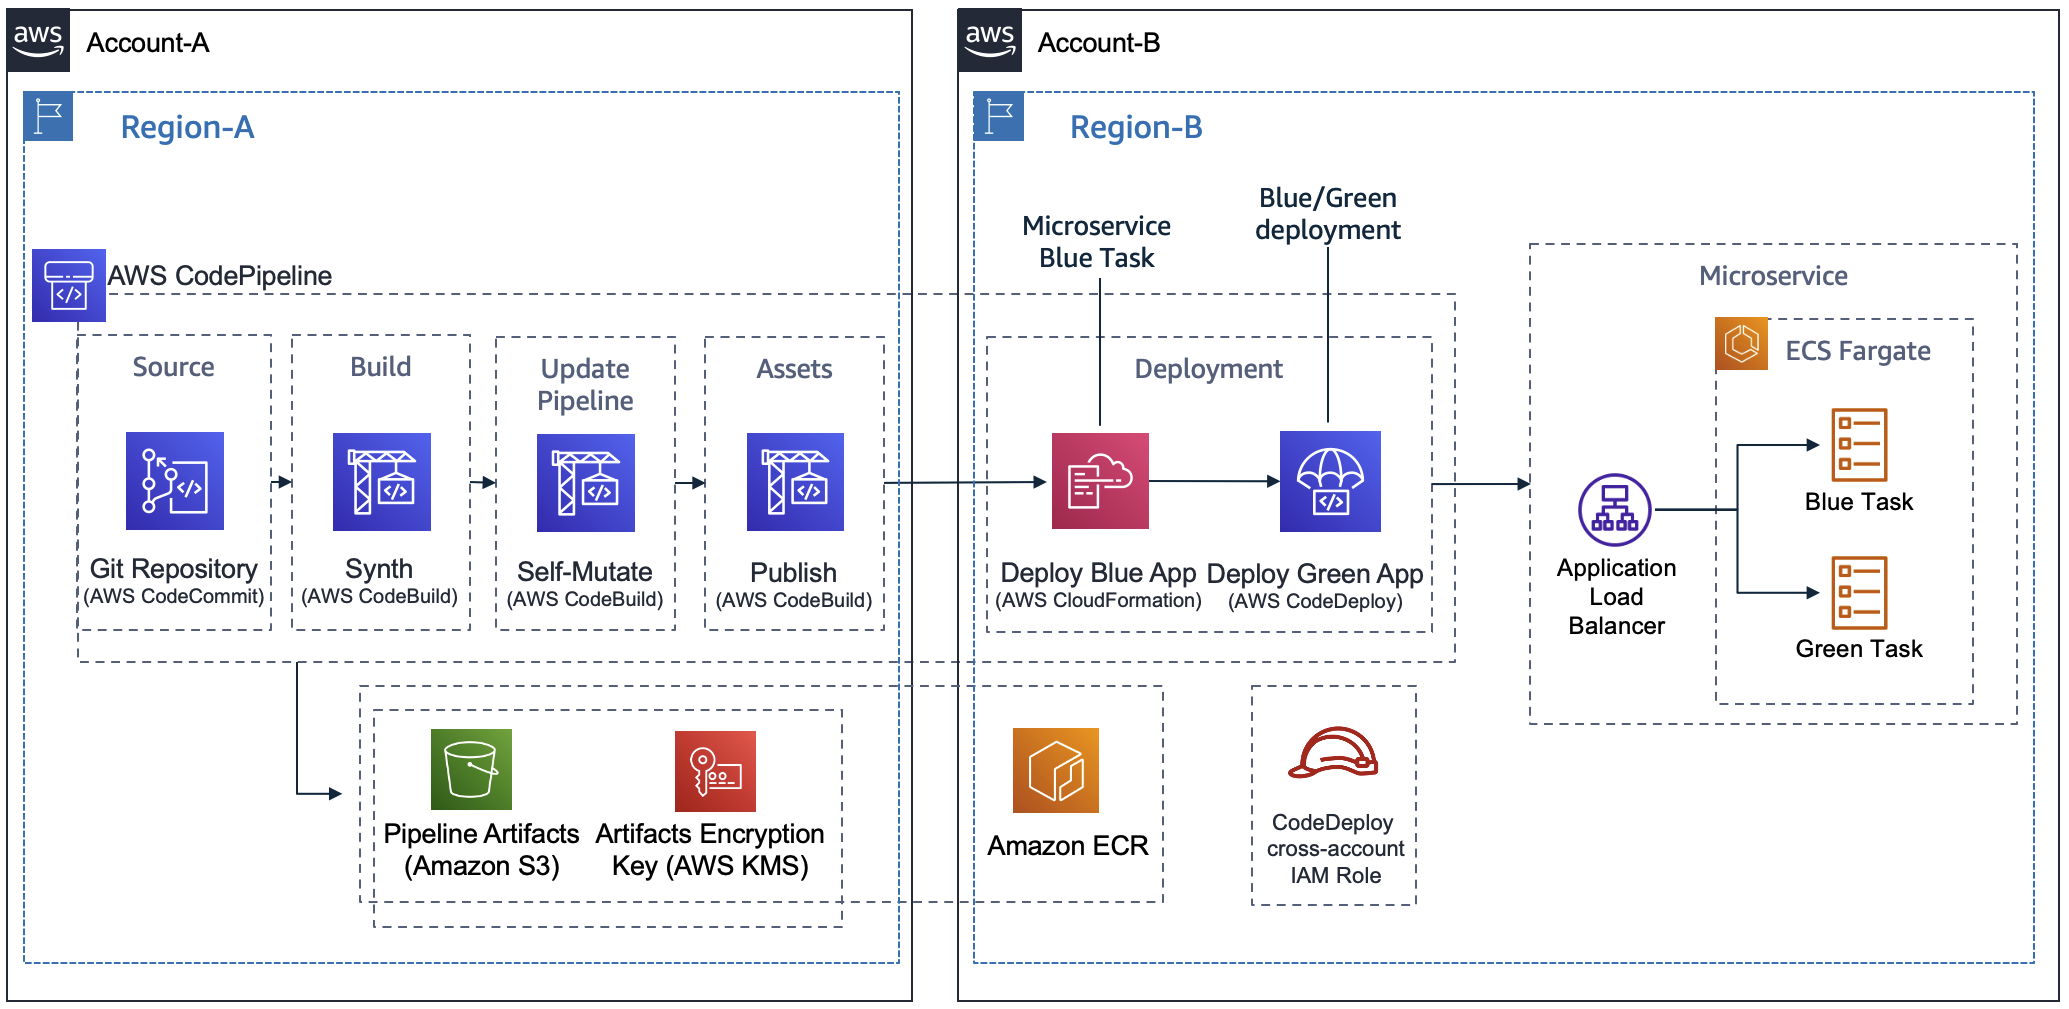 aws
Account-A
Region-A
AWS CodePipeline
Source
Git Repository
(AWS CodeCommit)
Build
Synth
(AWS CodeBuild)
Update
Pipeline
Self-Mutate
(AWS CodeBuild)
Assets
Publish
(AWS CodeBuild)
Pipeline Artifacts
(Amazon S3)
Artifacts Encryption
Key (AWS KMS)
aws
Account-B
Region-B
Microservice
Blue Task
Blue/Green
deployment
Deployment
Deploy Blue App
(AWS CloudFormation)
Deploy Green App
(AWS CodeDeploy)
Amazon ECR
CodeDeploy
cross-account
IAM Role
Microservice
Application
Load
Balancer
ECS Fargate
Blue Task
Green Task